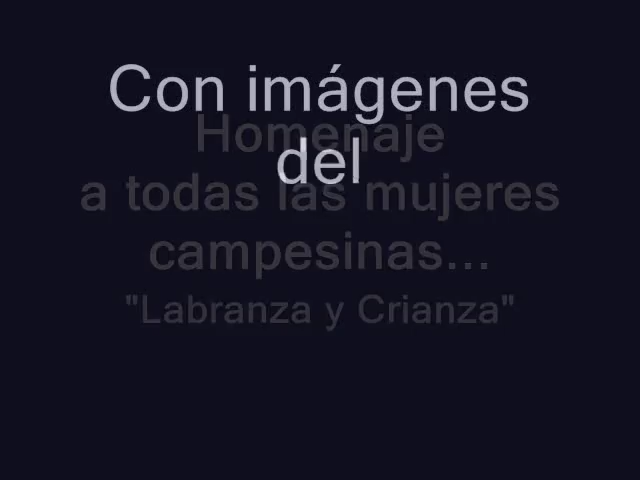 Con imágenes
Homenaje
del
a todas las mujeres
campesinas...
"Labranza y Crianza"